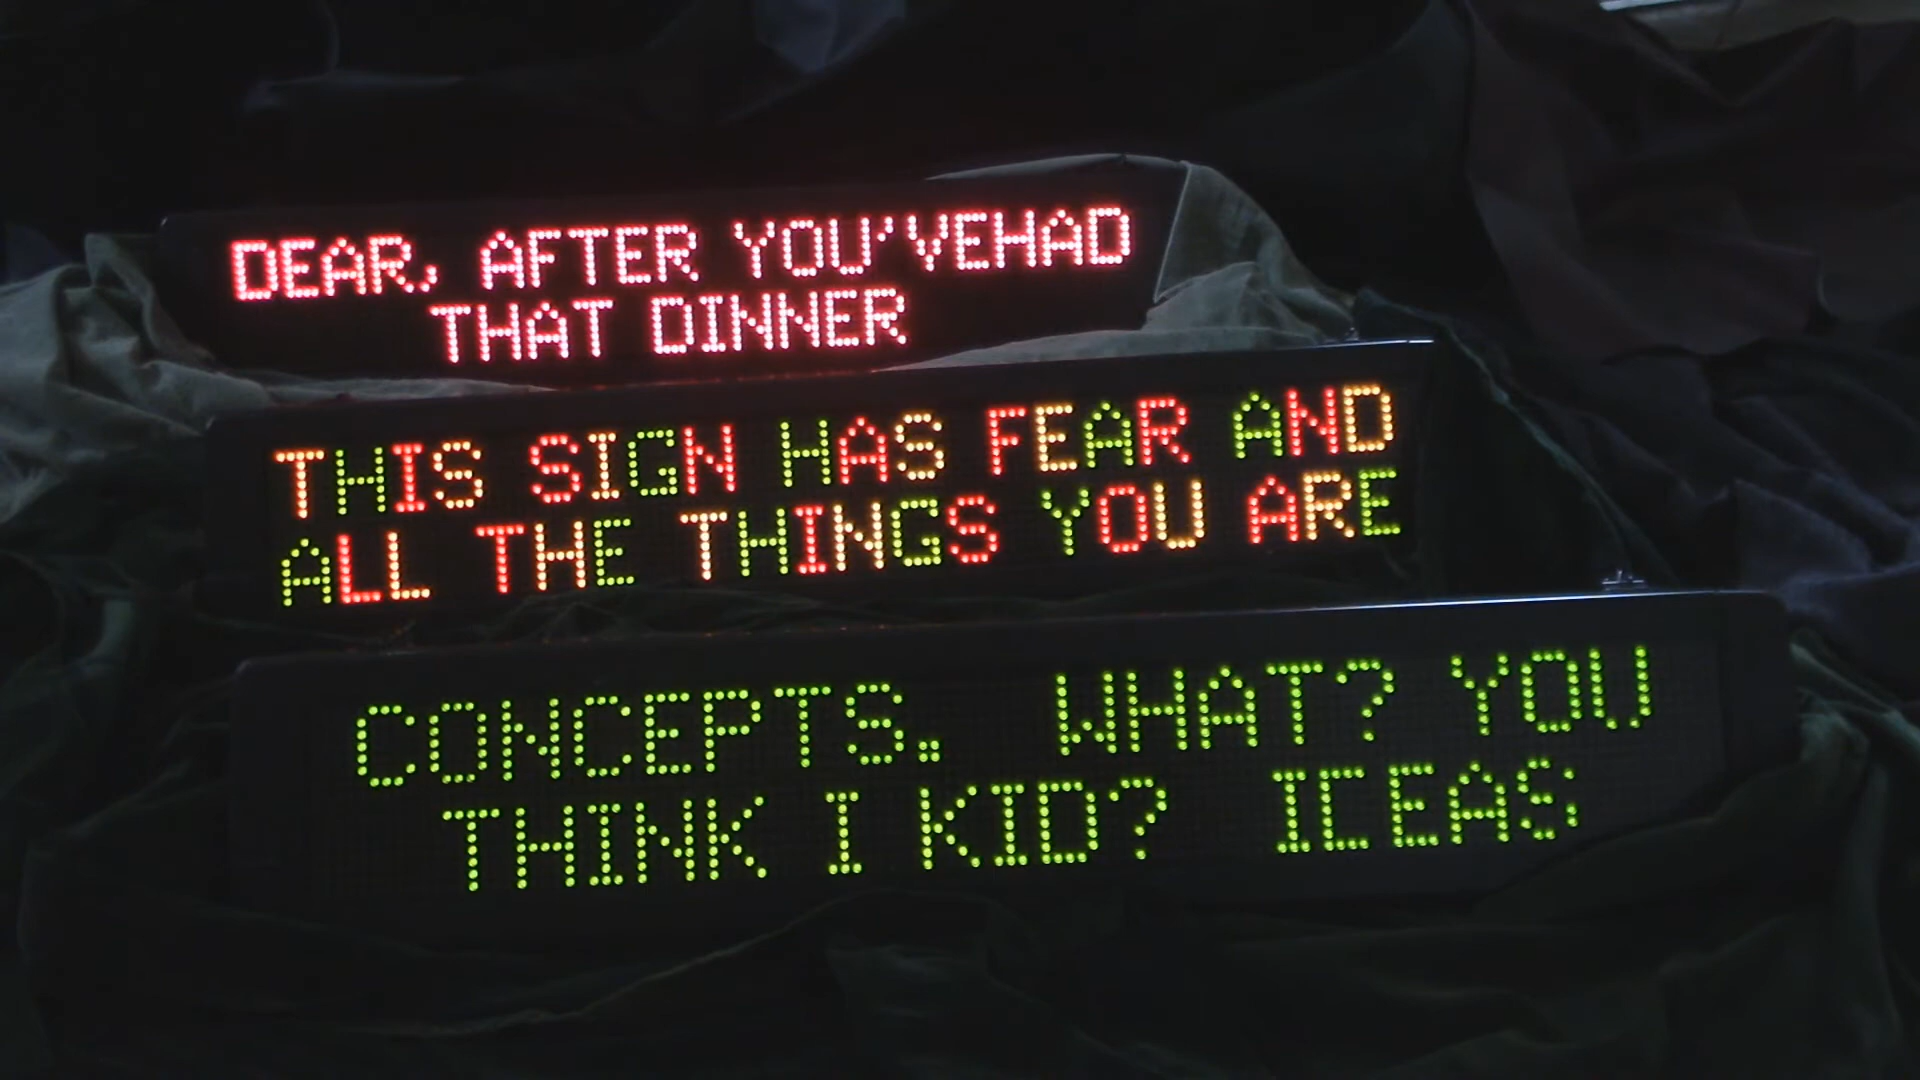 DEAR, AFTER YOU'VEHAD
THAT DINNER
THIS SIGN HAS FEAR AND
ALL THE THINGS YOU ARE
CONCEPTS. WHAT? YOU
THINK I KID? ICEAS